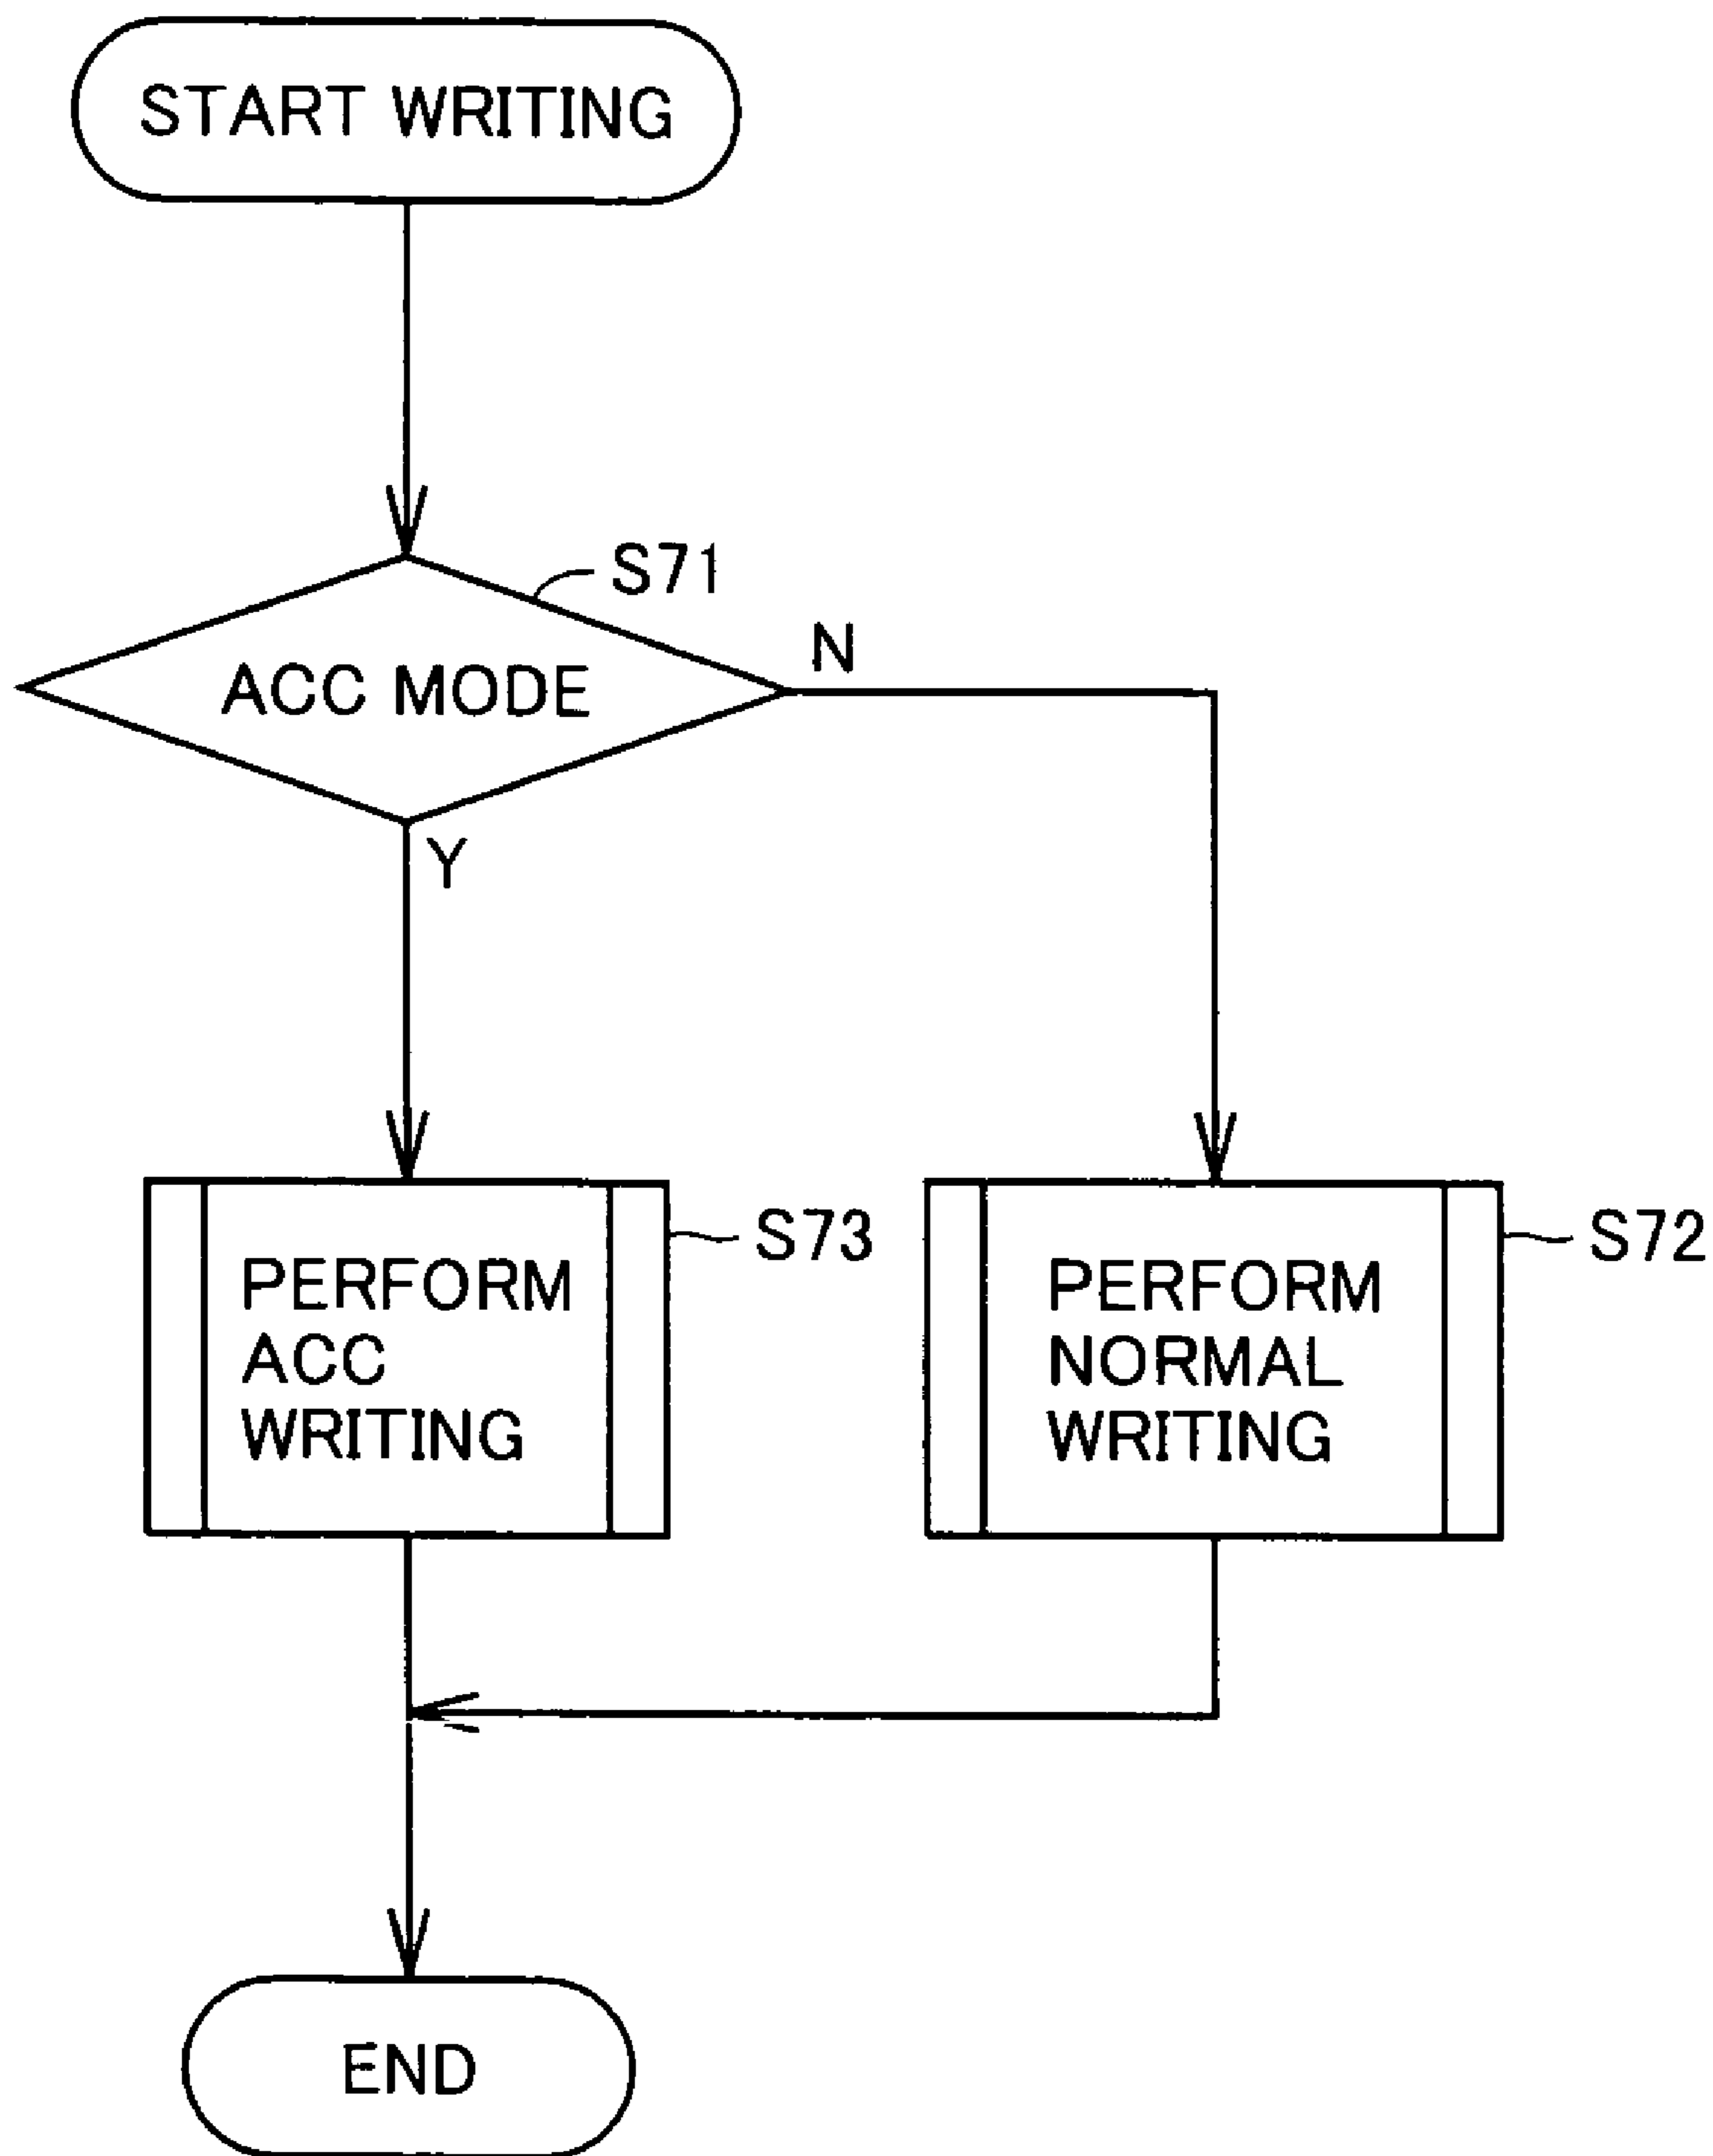 START WRITING
S71
N
ACC MODE
Y
S73
PERFORM
ACC
WRITING
S72
PERFORM
NORMAL
WRITING
END